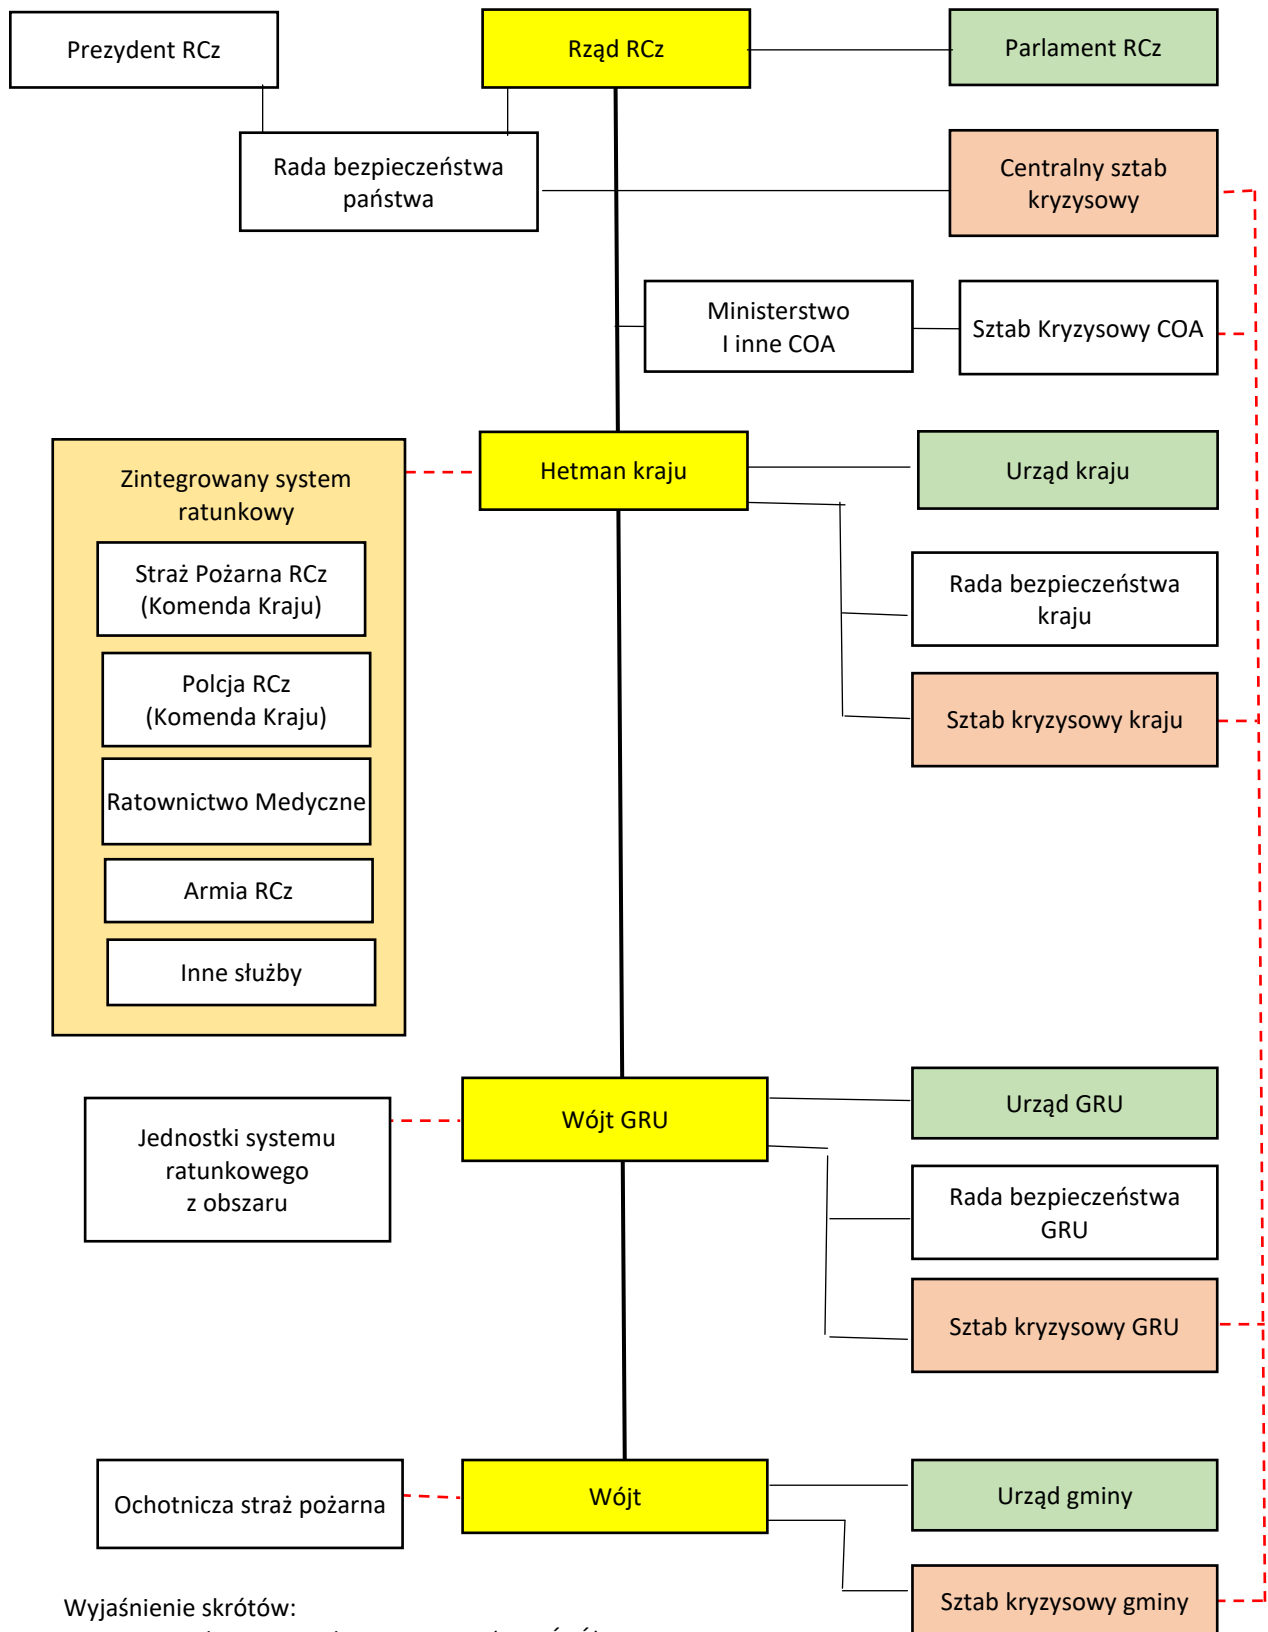 Prezydent RCz
Rząd RCz
Parlament RCz
Rada bezpieczeństwa
państwa
Centralny sztab
kryzysowy
Ministerstwo
I inne COA
Sztab Kryzysowy COA
Zintegrowany system
ratunkowy
Hetman kraju
Urząd kraju
Straż Pożarna RCz
(Komenda Kraju)
Rada bezpieczeństwa
kraju
Polcja RCz
(Komenda Kraju)
Sztab kryzysowy kraju
Ratownictwo Medyczne
Armia RCz
Inne służby
Jednostki systemu
ratunkowego
z obszaru
Wójt GRU
Urząd GRU
Rada bezpieczeństwa
GRU
Sztab kryzysowy GRU
Ochotnicza straż pożarna
Wójt
Urząd gminy
Sztab kryzysowy gminy
Wyjaśnienie skrótów: